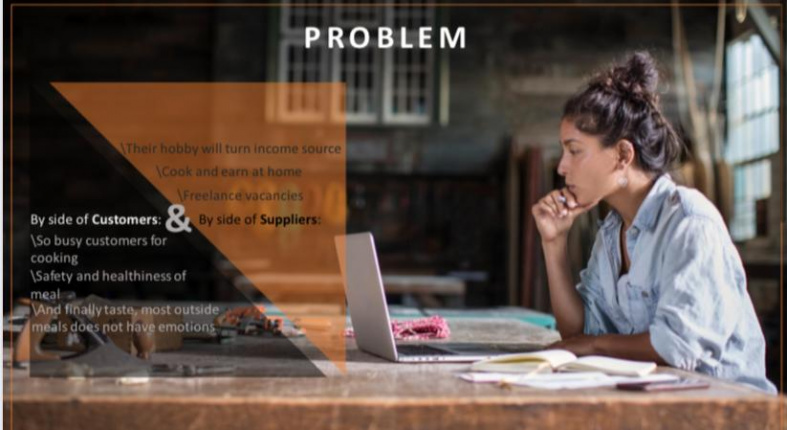 PROBLEM
\Their hobby will turn income source
\Cook and earn at home
\Freelance vacancies
By side of Customers: & By side of Suppliers:
\So busy customers for
cooking
\Safety and healthiness of
meal
\And finally taste, most outside
meals does not have emotions